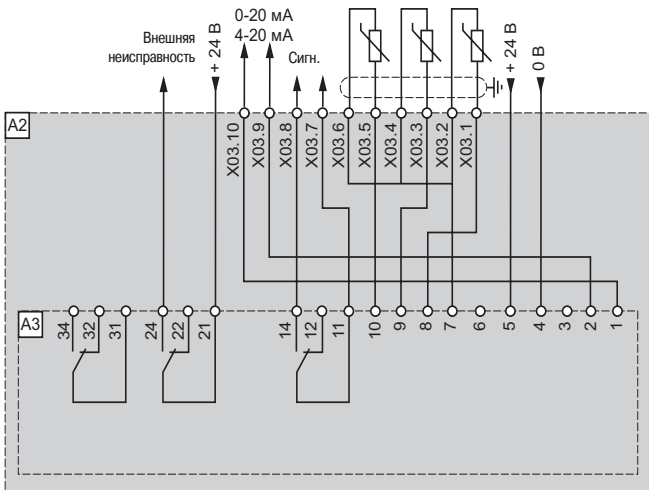 0-20 мА
4-20 мА
Внешняя
неисправность
+ 24 В
Сигн.
+ 24 В
0 В
A2
X03.10
X03.9
X03.8
X03.7
X03.6
X03.5
X03.4
X03.3
X03.2
X03.1
A3
34
32
31
24
22
21
14
12
11
10
9
8
7
6
5
4
3
2
1